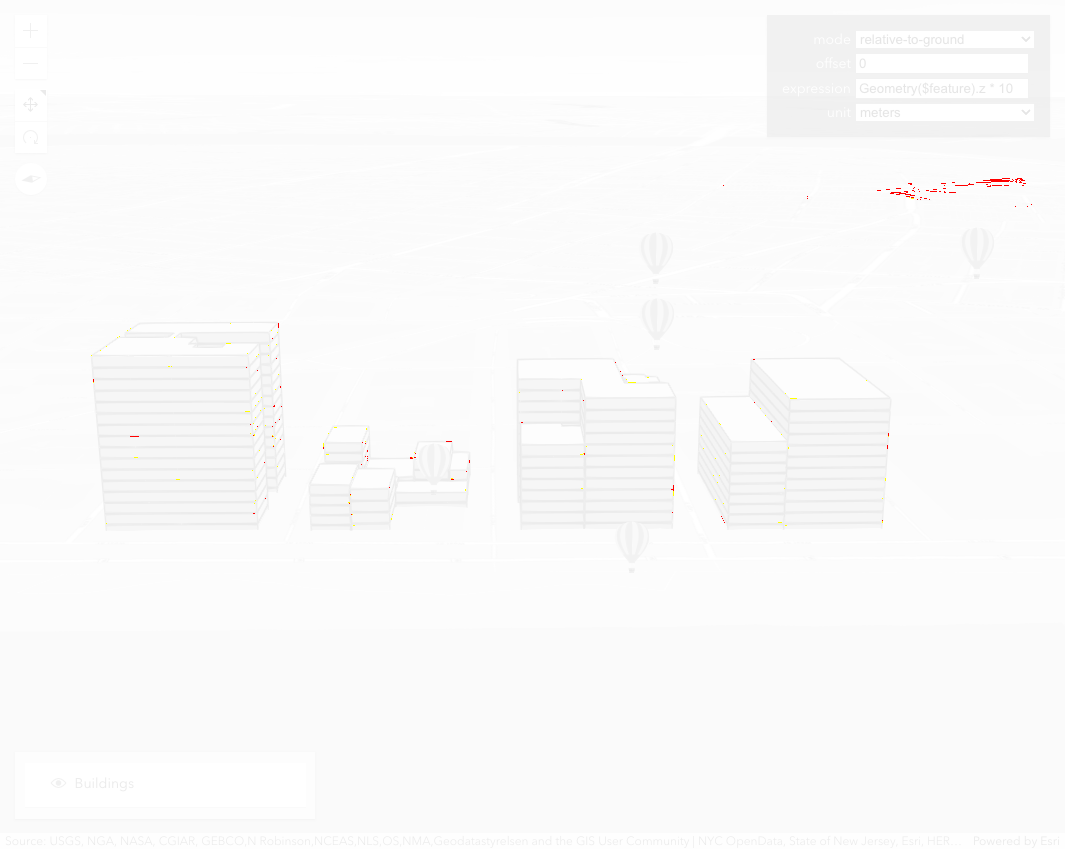 mode relative-to-ground
offset 0
expression Geometry($feature).z * 10
unit meters
Buildings
Source: USGS, NGA, NASA, CGIAR, GEBCO,N Robinson,NCEAS,NLS,OS,NMA,Geodatastyrelsen and the GIS User Community | NYC OpenData, State of New Jersey, Esri, HER... Powered by Esri